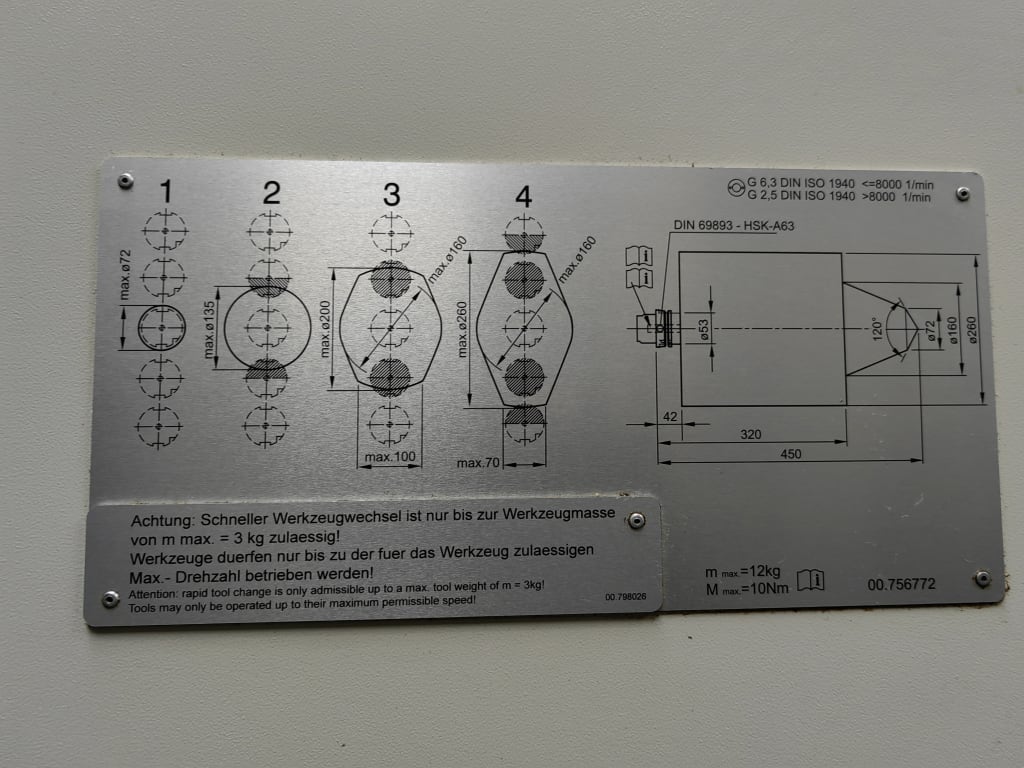 1 2 3 4
max.ø72
max.ø135
max.ø200
max.ø160
max.100
max.ø260
max.ø160
max.70
G 6,3 DIN ISO 1940 <=8000 1/min
G 2,5 DIN ISO 1940 >8000 1/min
DIN 69893 - HSK-A63
ø53
120°
ø72
ø160
ø260
42
320
450
Achtung: Schneller Werkzeugwechsel ist nur bis zur Werkzeugmasse
von m max. = 3 kg zulaessig!
Werkzeuge duerfen nur bis zu der fuer das Werkzeug zulaessigen
Max.- Drehzahl betrieben werden!
Attention: rapid tool change is only admissible up to a max. tool weight of m = 3kg!
Tools may only be operated up to their maximum permissible speed!
00.798026
m max.=12kg
M max.=10Nm
00.756772